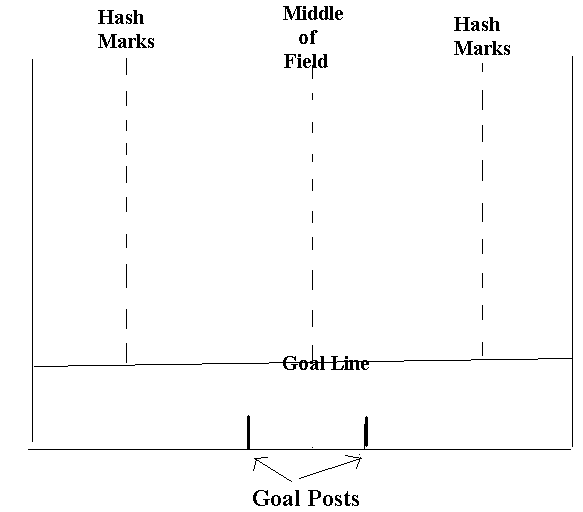 Hash
Marks
Middle
of
Field
Hash
Marks
Goal Line
Goal Posts